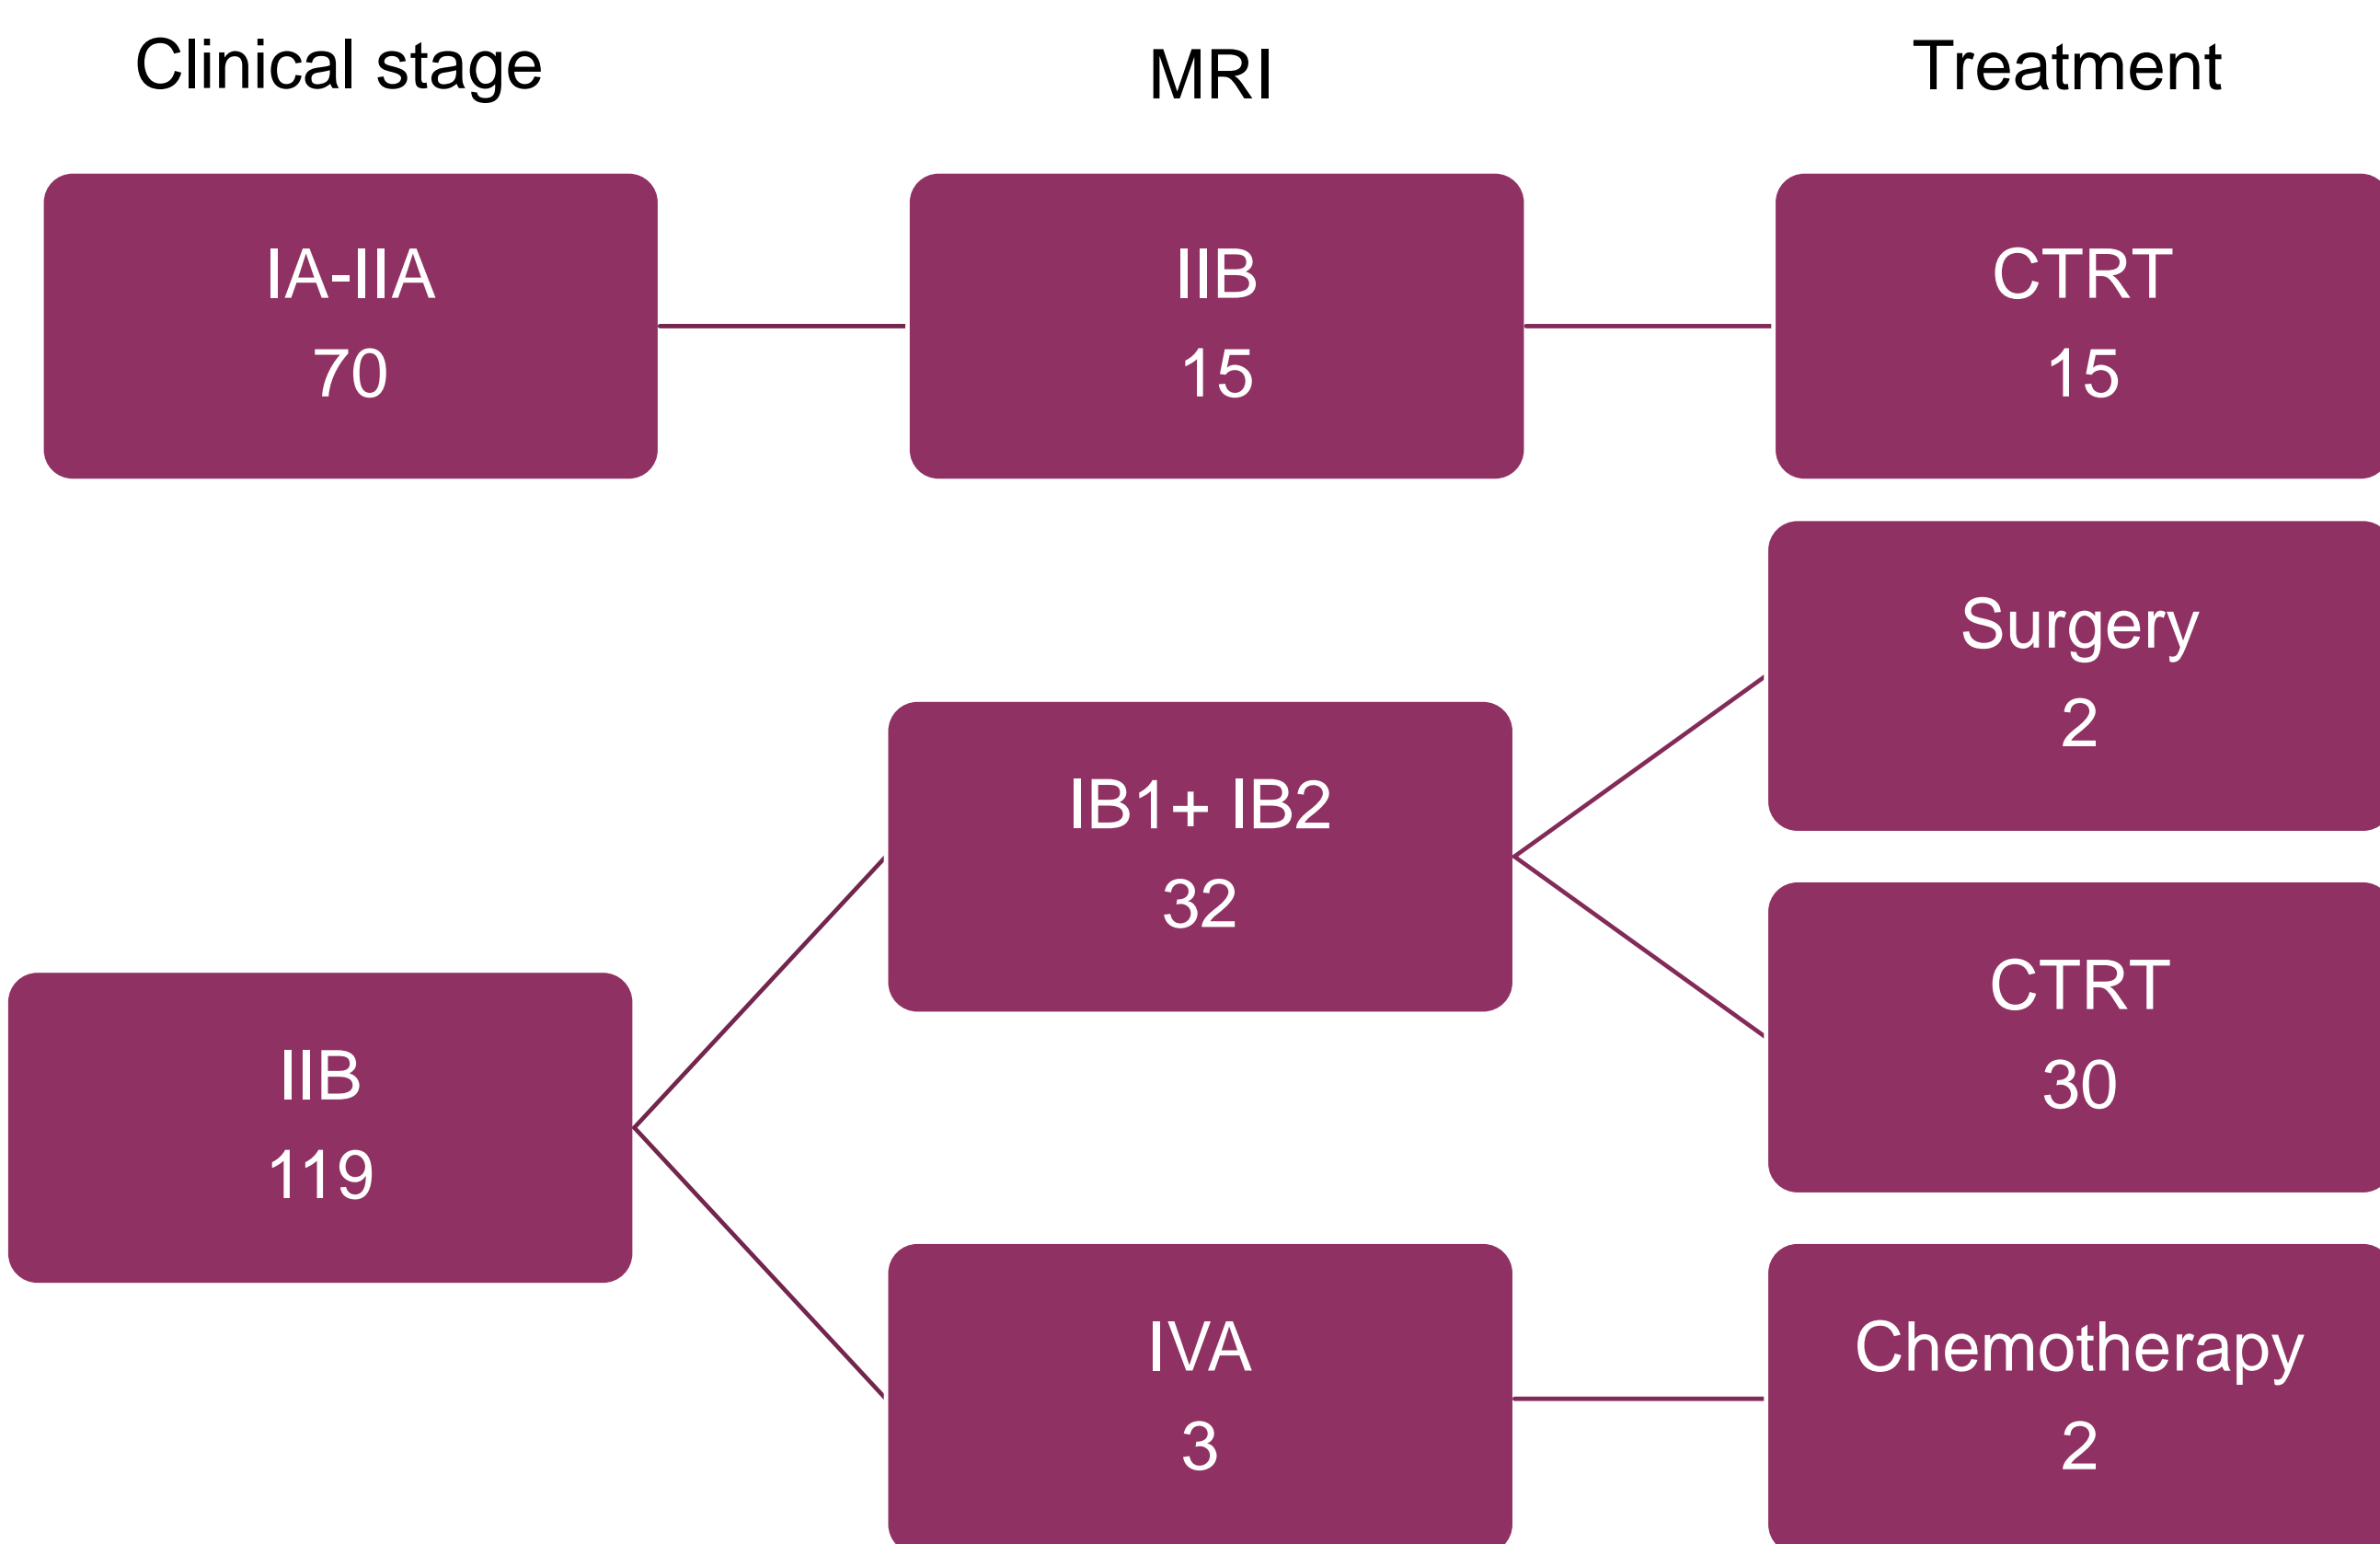 Clinical stage
MRI
Treatment
IA-IIA
70
IIB
15
CTRT
15
IIB
119
IB1+ IB2
32
Surgery
2
CTRT
30
IVA
3
Chemotherapy
2